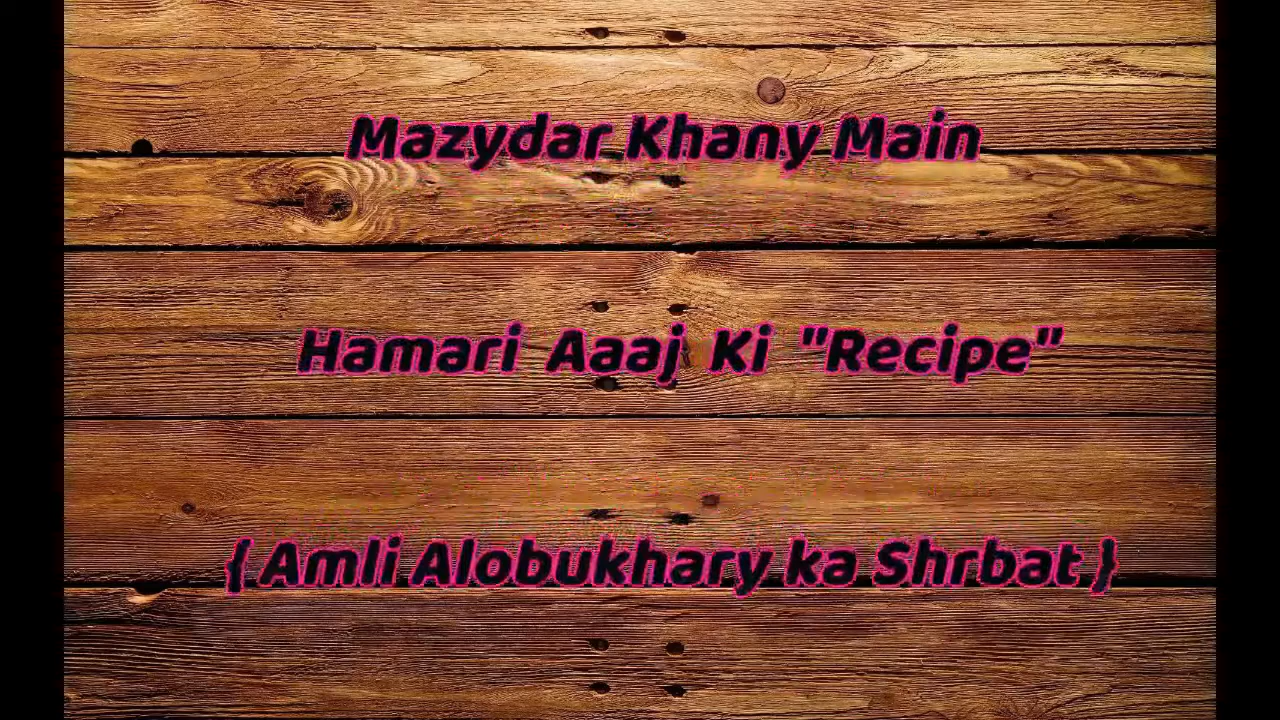 Mazydar Khany Main
Hamari Aaaj Ki "Recipe"
{ Amli Alobukhary ka Shrbat }